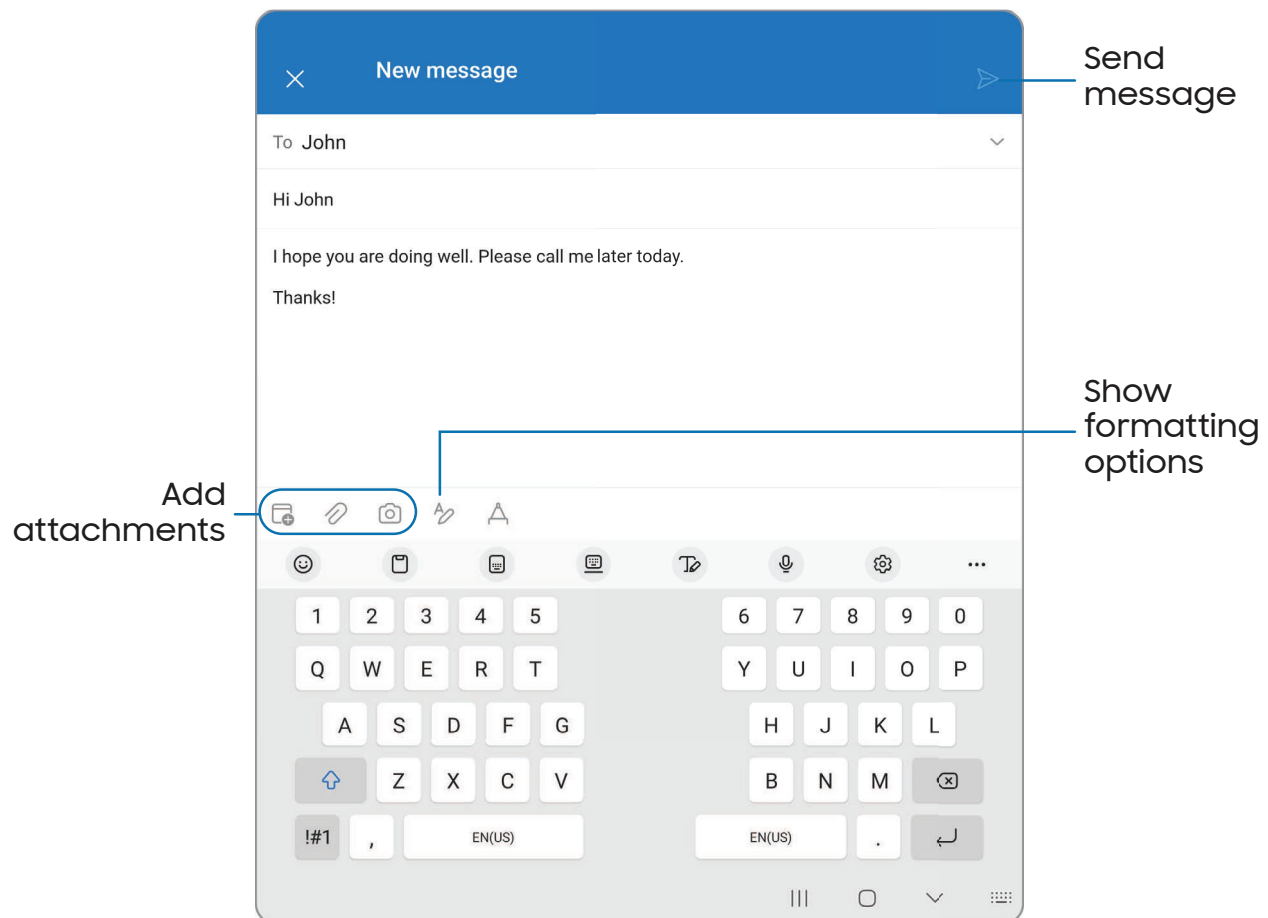 New message
Send
message
To John
Hi John
I hope you are doing well. Please call me later today.
Thanks!
Show
formatting
options
Add
attachments
1 2 3 4 5 6 7 8 9 0
Q W E R T Y U I O P
A S D F G H J K L
Z X C V B N M
!#1 , EN(US) EN(US) .